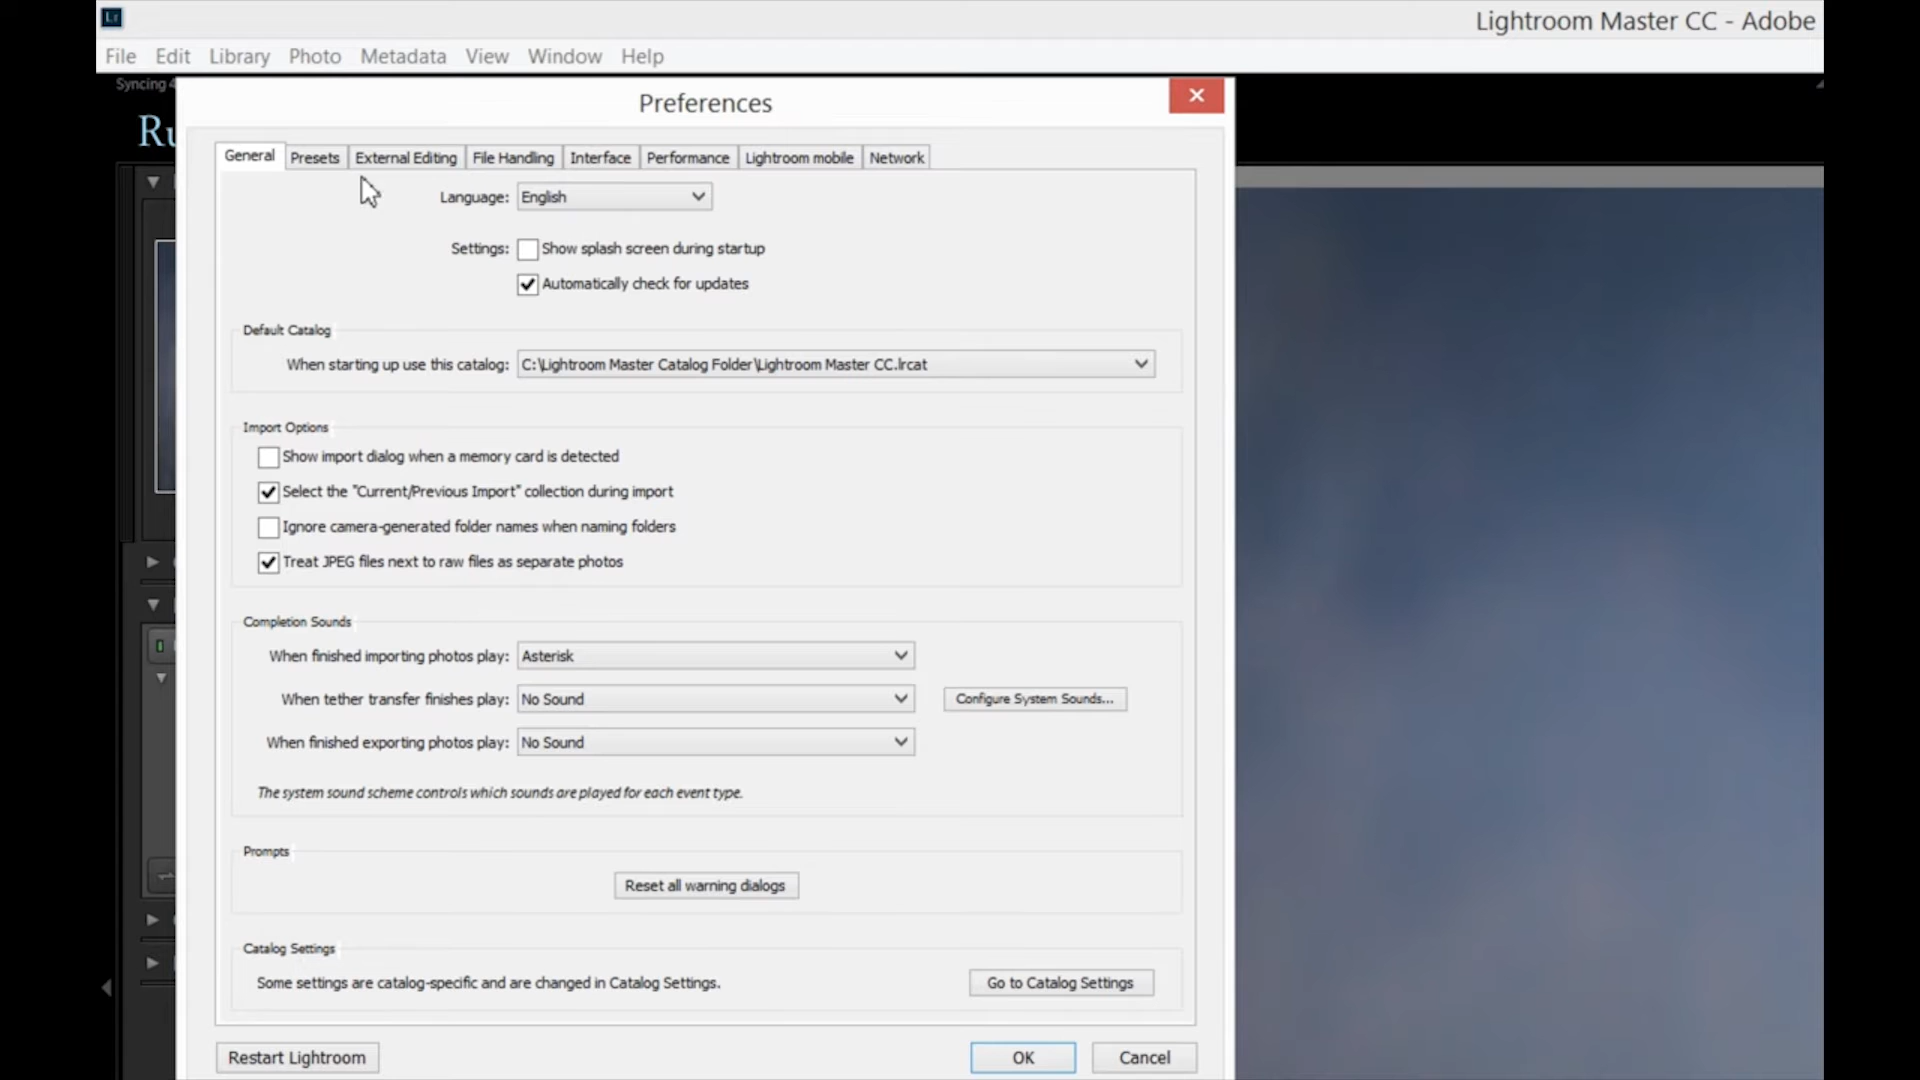 Lr
Lightroom Master CC - Adobe
File Edit Library Photo Metadata View Window Help
Syncing 4
Preferences
Ru
General Presets External Editing File Handling Interface Performance Lightroom mobile Network
Language: English
Settings: Show splash screen during startup
Automatically check for updates
Default Catalog
When starting up use this catalog: C:\Lightroom Master Catalog Folder\Lightroom Master CC.lrcat
Import Options
Show import dialog when a memory card is detected
Select the "Current/Previous Import" collection during import
Ignore camera-generated folder names when naming folders
Treat JPEG files next to raw files as separate photos
Completion Sounds
When finished importing photos play: Asterisk
When tether transfer finishes play: No Sound Configure System Sounds...
When finished exporting photos play: No Sound
The system sound scheme controls which sounds are played for each event type.
Prompts
Reset all warning dialogs
Catalog Settings
Some settings are catalog-specific and are changed in Catalog Settings. Go to Catalog Settings
Restart Lightroom OK Cancel